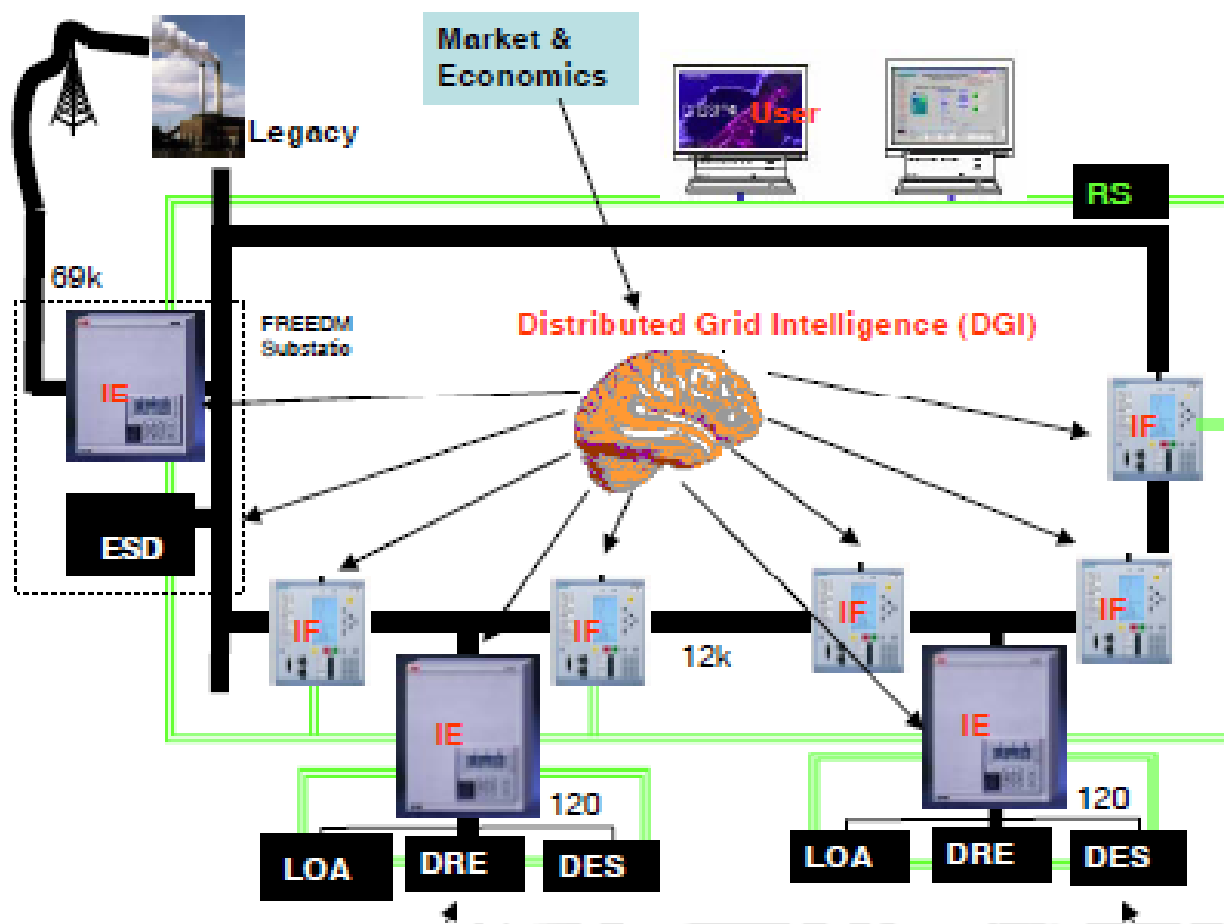 Market &
Economics
User
Legacy
RS
69k
FREEDM
Substatio
Distributed Grid Intelligence (DGI)
IE
IF
ESD
IF
IF
IF
IF
12k
IE
IE
120
120
LOA
DRE
DES
LOA
DRE
DES